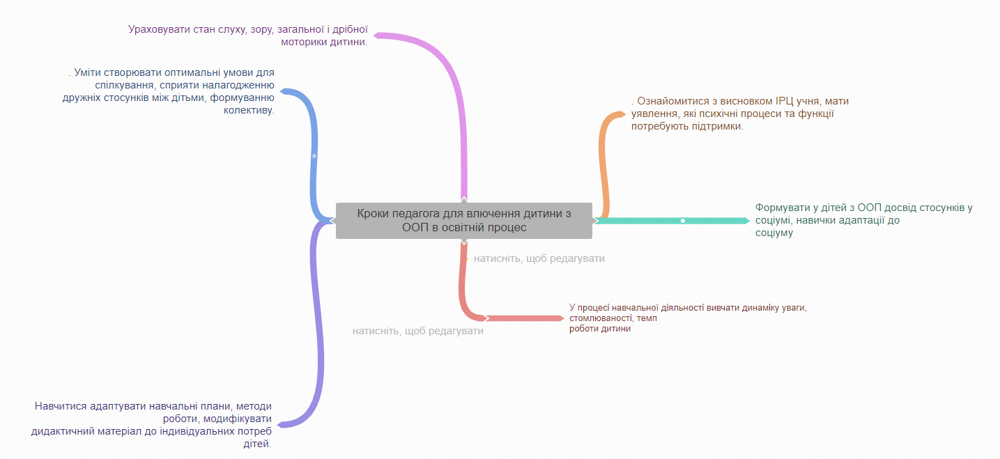 Ураховувати стан слуху, зору, загальної і дрібної
моторики дитини.
. Уміти створювати оптимальні умови для
спілкування, сприяти налагодженню
дружніх стосунків між дітьми, формуванню
колективу.
. Ознайомитися з висновком ІРЦ учня, мати
уявлення, які психічні процеси та функції
потребують підтримки.
Кроки педагога для влючення дитини з
ООП в освітній процес
Формувати у дітей з ООП досвід стосунків у
соціумі, навички адаптації до
соціуму
натисніть, щоб редагувати
У процесі навчальної діяльності вивчати динаміку уваги,
стомлюваності, темп
роботи дитини
натисніть, щоб редагувати
Навчитися адаптувати навчальні плани, методи
роботи, модифікувати
дидактичний матеріал до індивідуальних потреб
дітей.